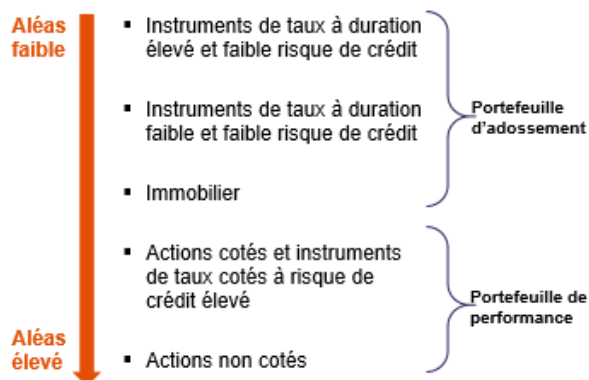 Aléas
faible
▪ Instruments de taux à duration
élevé et faible risque de crédit
▪ Instruments de taux à duration
faible et faible risque de crédit
Portefeuille
d'adossement
▪ Immobilier
▪ Actions cotés et instruments
de taux cotés à risque de
crédit élevé
Portefeuille de
performance
Aléas
élevé
▪ Actions non cotés